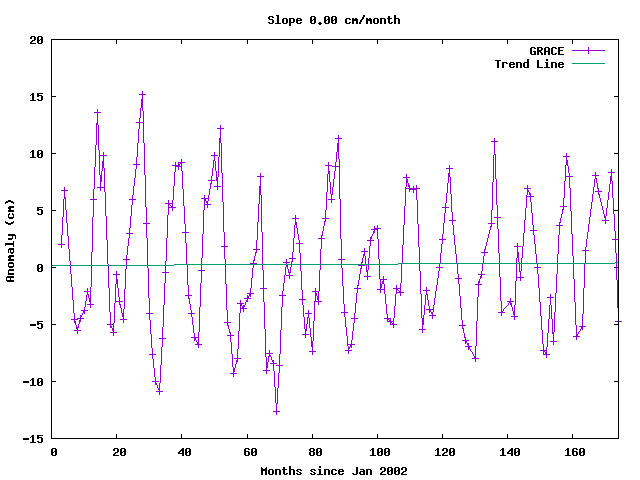 Slope 0.00 cm/month
20
15
10
5
0
-5
-10
-15
Anomaly (cm)
GRACE
Trend Line
0 20 40 60 80 100 120 140 160
Months since Jan 2002